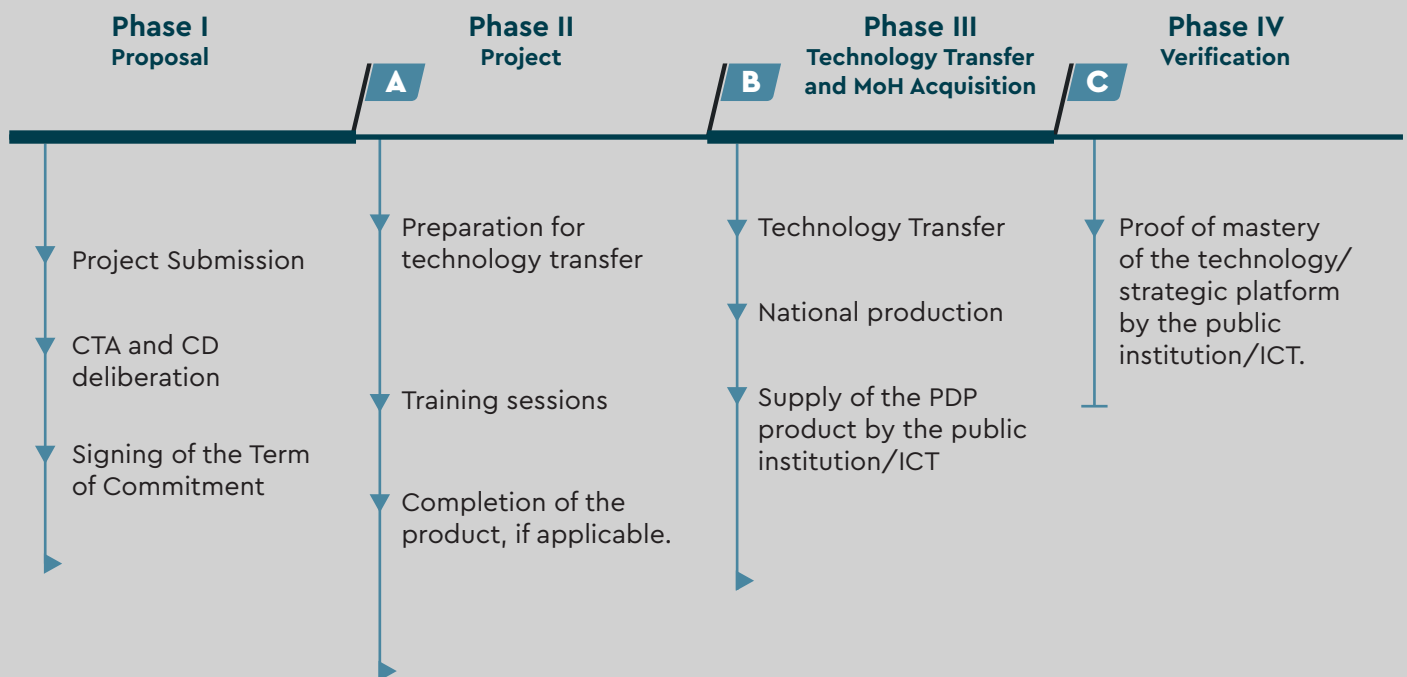 Phase I
Proposal
A
Phase II
Project
B
Phase III
Technology Transfer
and MoH Acquisition
C
Phase IV
Verification
Project Submission
CTA and CD
deliberation
Signing of the Term
of Commitment
Preparation for
technology transfer
Training sessions
Completion of the
product, if applicable.
Technology Transfer
National production
Supply of the PDP
product by the public
institution/ICT
Proof of mastery
of the technology/
strategic platform
by the public
institution/ICT.